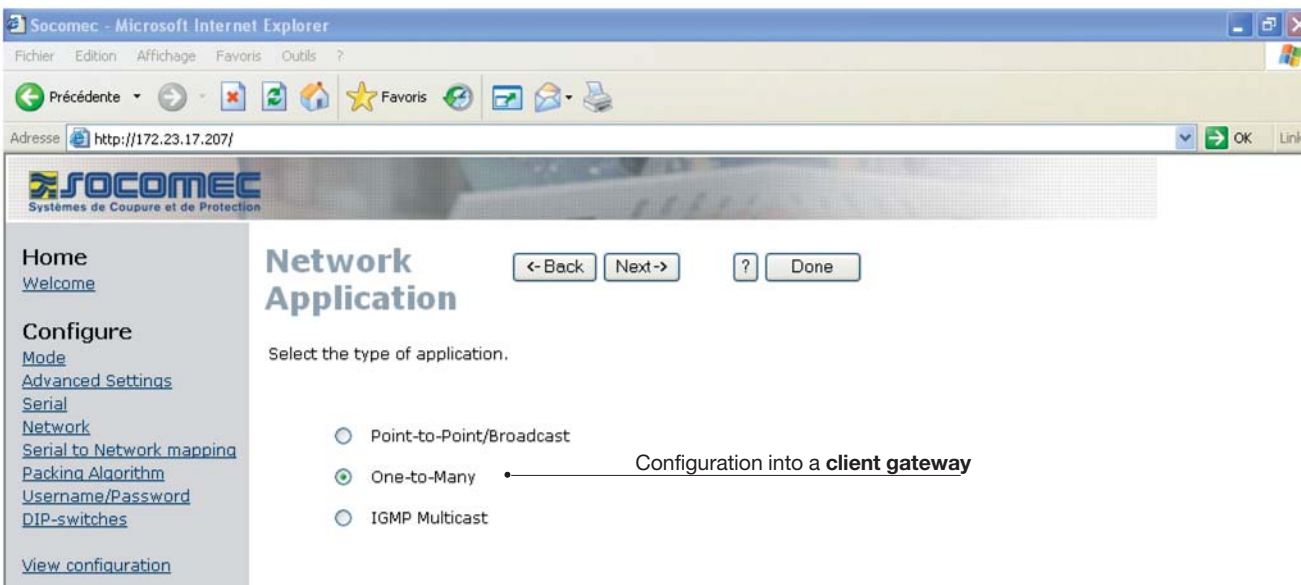 Socomec - Microsoft Internet Explorer
Fichier Edition Affichage Favoris Outils ?
Précédente Favoris
Adresse http://172.23.17.207/ OK
SOCOMEC
Systèmes de Coupure et de Protection
Home
Welcome
Configure
Mode
Advanced Settings
Serial
Network
Serial to Network mapping
Packing Algorithm
Username/Password
DIP-switches
View configuration
Network Application
<-Back Next-> ? Done
Select the type of application.
Point-to-Point/Broadcast
One-to-Many Configuration into a client gateway
IGMP Multicast